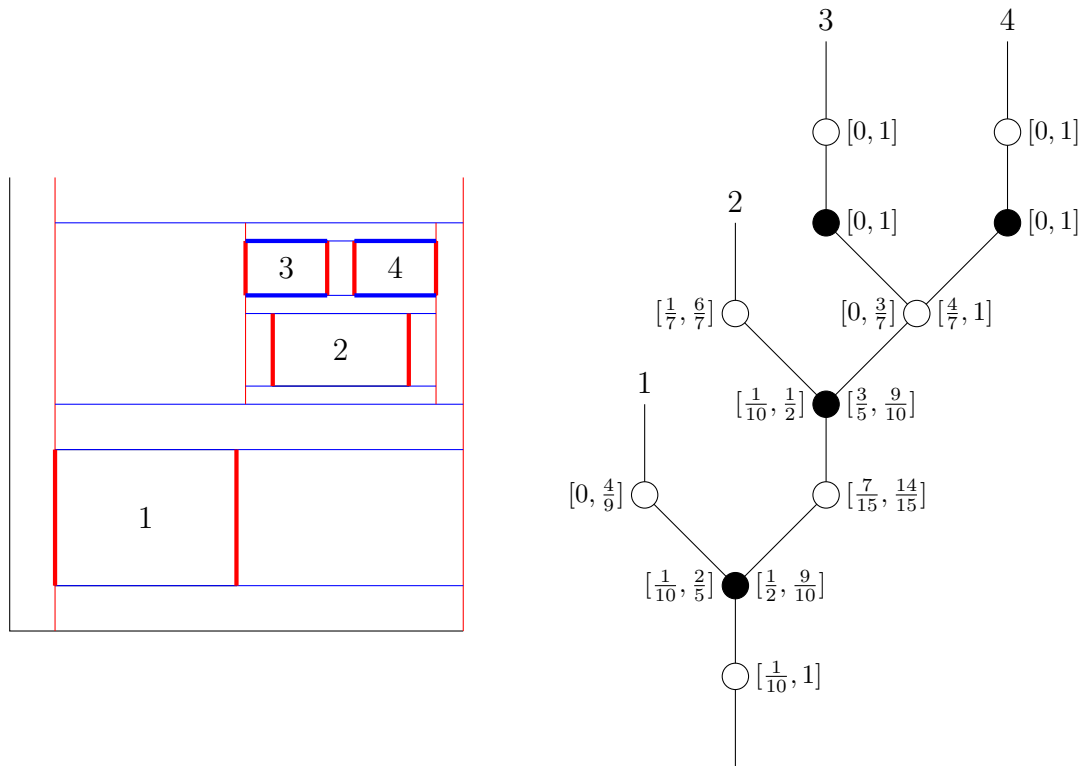 3 4
[0, 1] [0, 1]
2 [0, 1] [0, 1]
3 4
[1/7, 6/7] [0, 3/7] [4/7, 1]
2
1 [1/10, 1/2] [3/5, 9/10]
[0, 4/9] [7/15, 14/15]
1
[1/10, 2/5] [1/2, 9/10]
[1/10, 1]